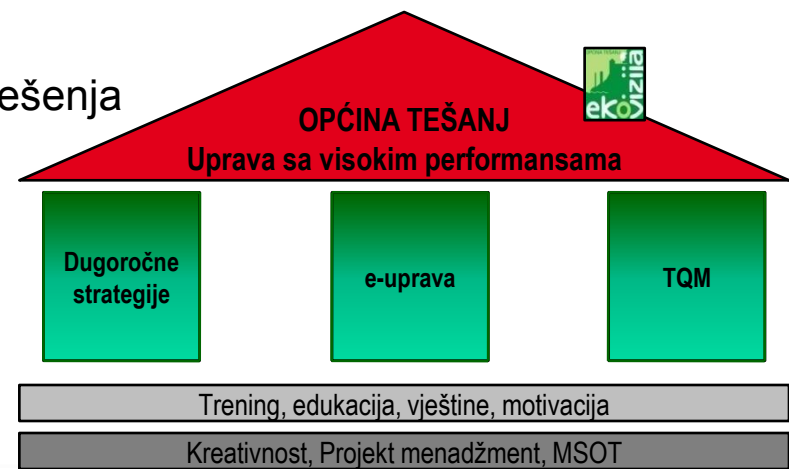 ešenja
OPĆINA TEŠANJ
Uprava sa visokim performansama
ekovizija
Dugoročne
strategije
e-uprava
TQM
Trening, edukacija, vještine, motivacija
Kreativnost, Projekt menadžment, MSOT